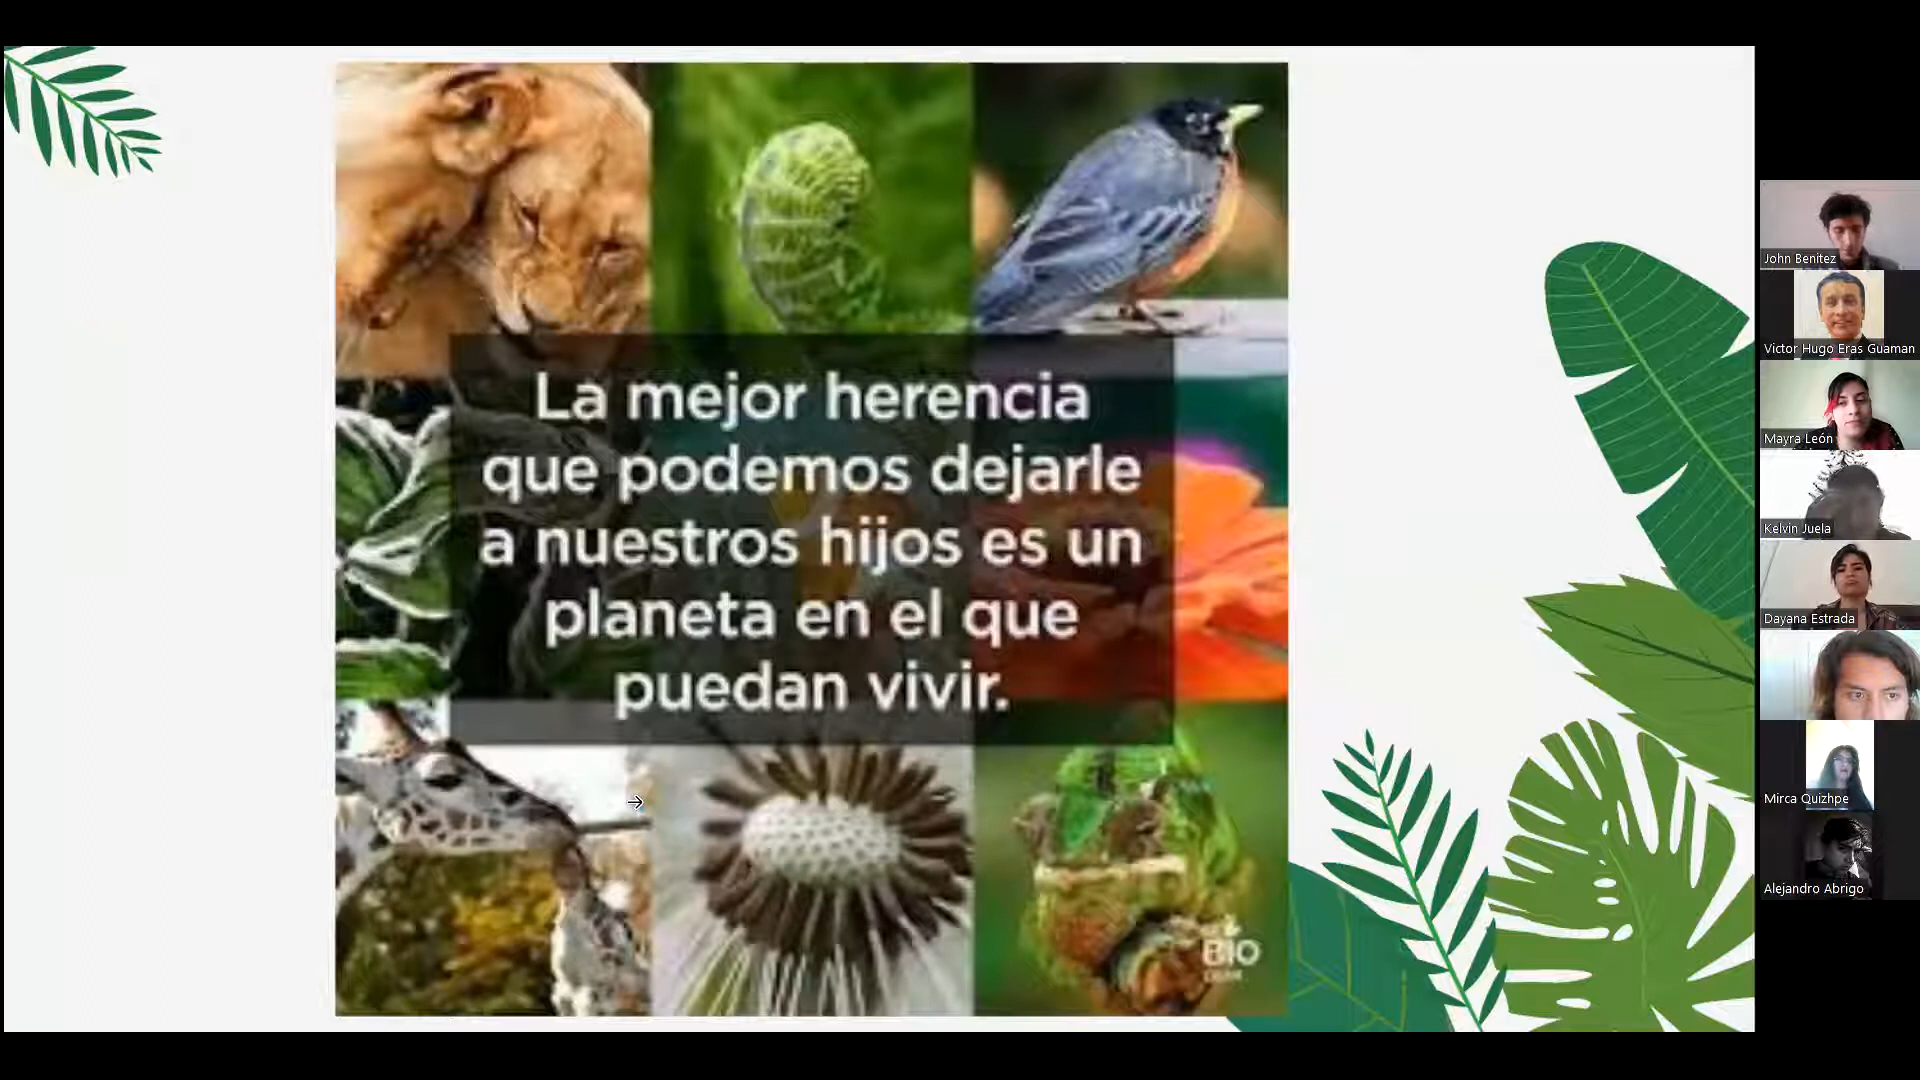 La mejor herencia
que podemos dejarle
a nuestros hijos es un
planeta en el que
puedan vivir.
BIO
John Benítez
Victor Hugo Eras Guaman
Mayra León
Kelvin Juela
Dayana Estrada
Mirca Quizhpe
Alejandro Abrigo